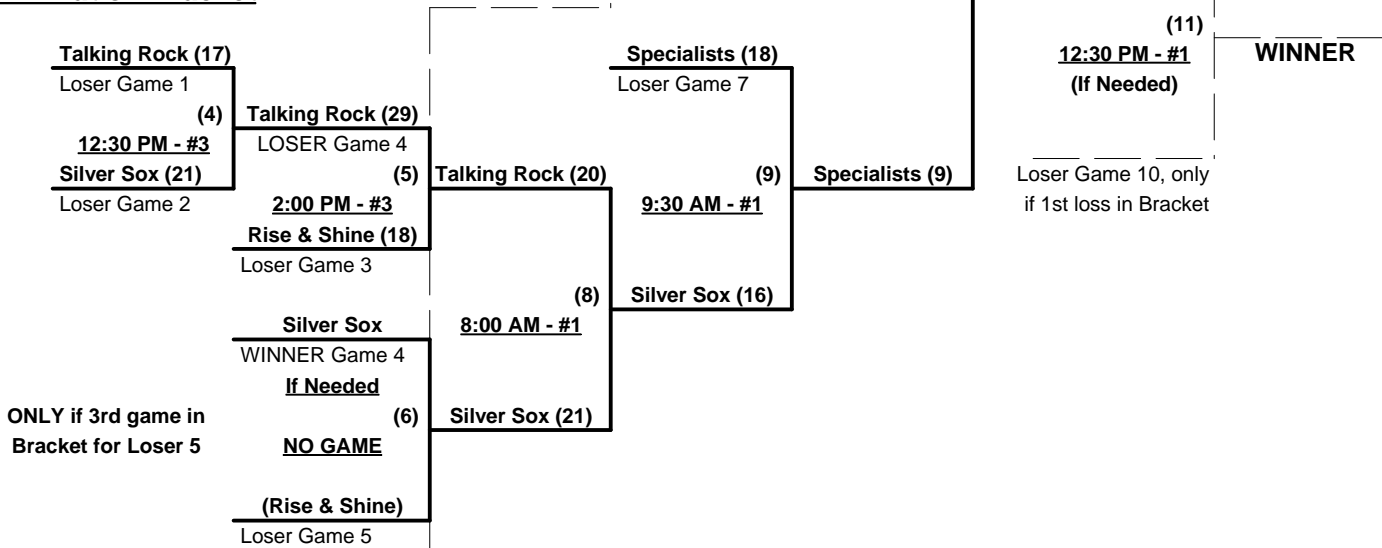 Talking Rock (17)
Loser Game 1
(4)
12:30 PM - #3
Silver Sox (21)
Loser Game 2
Talking Rock (29)
LOSER Game 4
(5)
2:00 PM - #3
Rise & Shine (18)
Loser Game 3
Silver Sox
WINNER Game 4
If Needed
(6)
NO GAME
(Rise & Shine)
Loser Game 5
ONLY if 3rd game in
Bracket for Loser 5
Talking Rock (20)
(8)
8:00 AM - #1
Silver Sox (21)
Specialists (18)
Loser Game 7
(9)
9:30 AM - #1
Silver Sox (16)
Specialists (9)
(11)
12:30 PM - #1
(If Needed)
WINNER
Loser Game 10, only
if 1st loss in Bracket